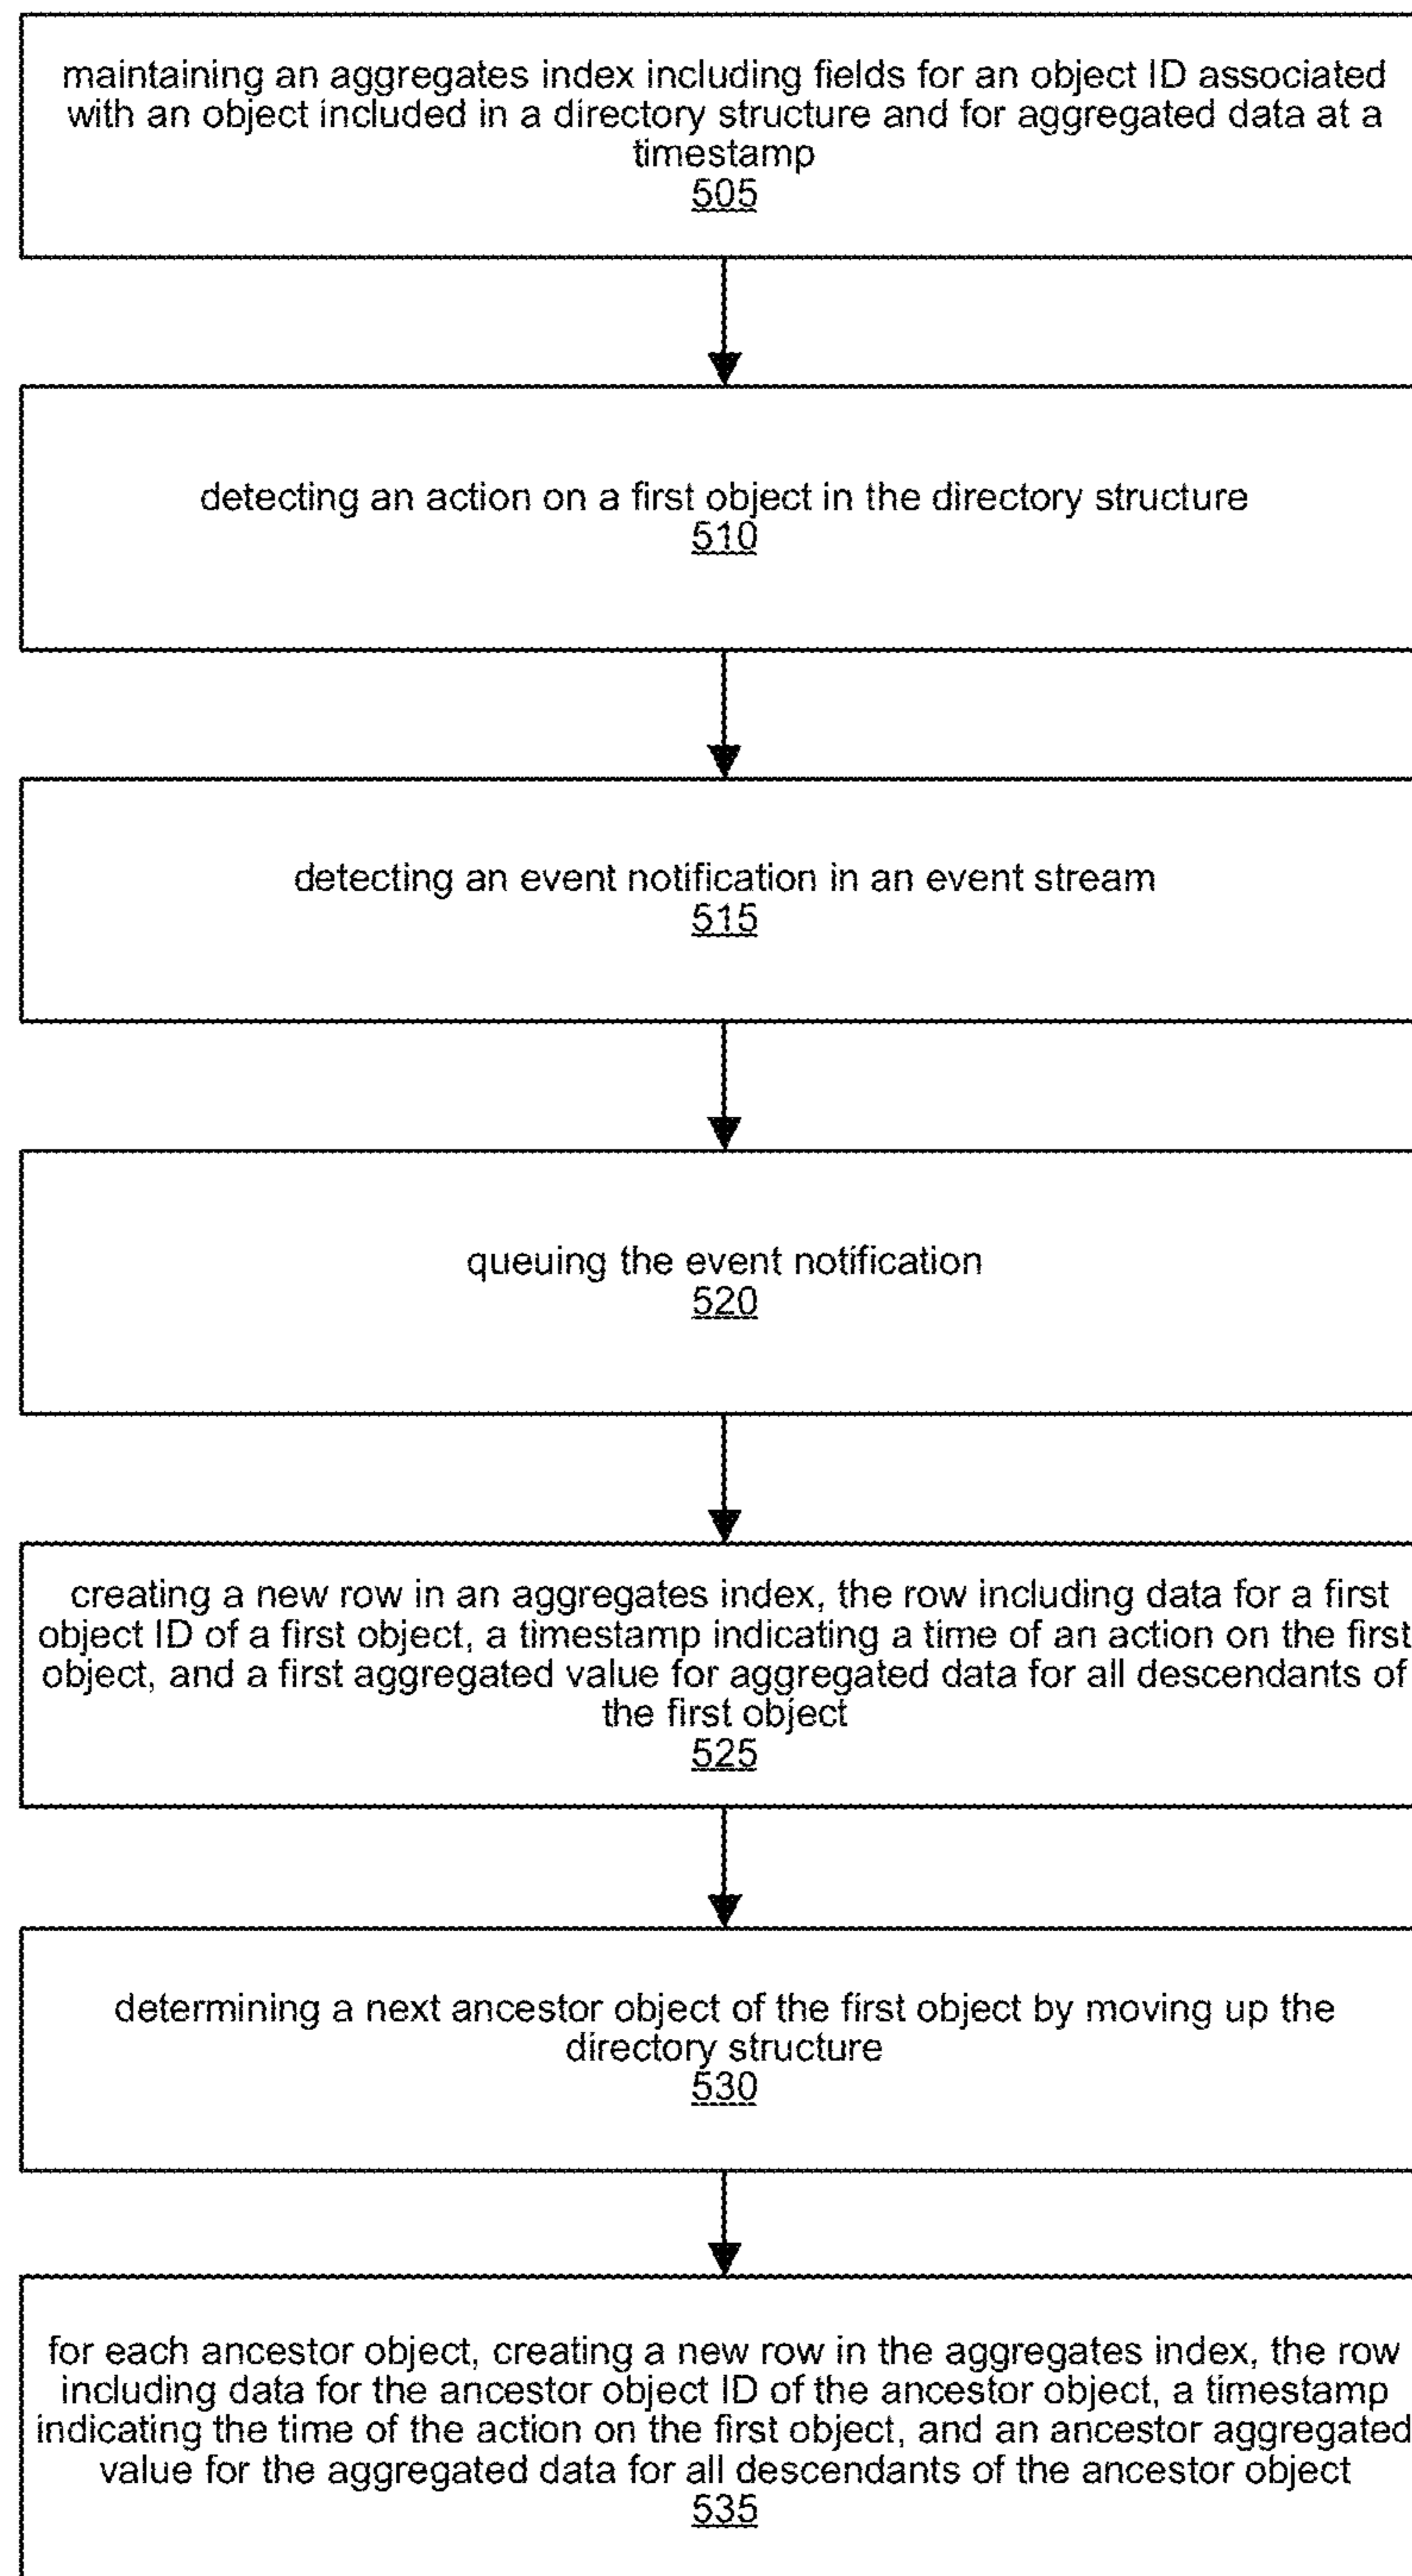 maintaining an aggregates index including fields for an object ID associated
with an object included in a directory structure and for aggregated data at a
timestamp
505
detecting an action on a first object in the directory structure
510
detecting an event notification in an event stream
515
queuing the event notification
520
creating a new row in an aggregates index, the row including data for a first
object ID of a first object, a timestamp indicating a time of an action on the first
object, and a first aggregated value for aggregated data for all descendants of
the first object
525
determining a next ancestor object of the first object by moving up the
directory structure
530
for each ancestor object, creating a new row in the aggregates index, the row
including data for the ancestor object ID of the ancestor object, a timestamp
indicating the time of the action on the first object, and an ancestor aggregated
value for the aggregated data for all descendants of the ancestor object
535